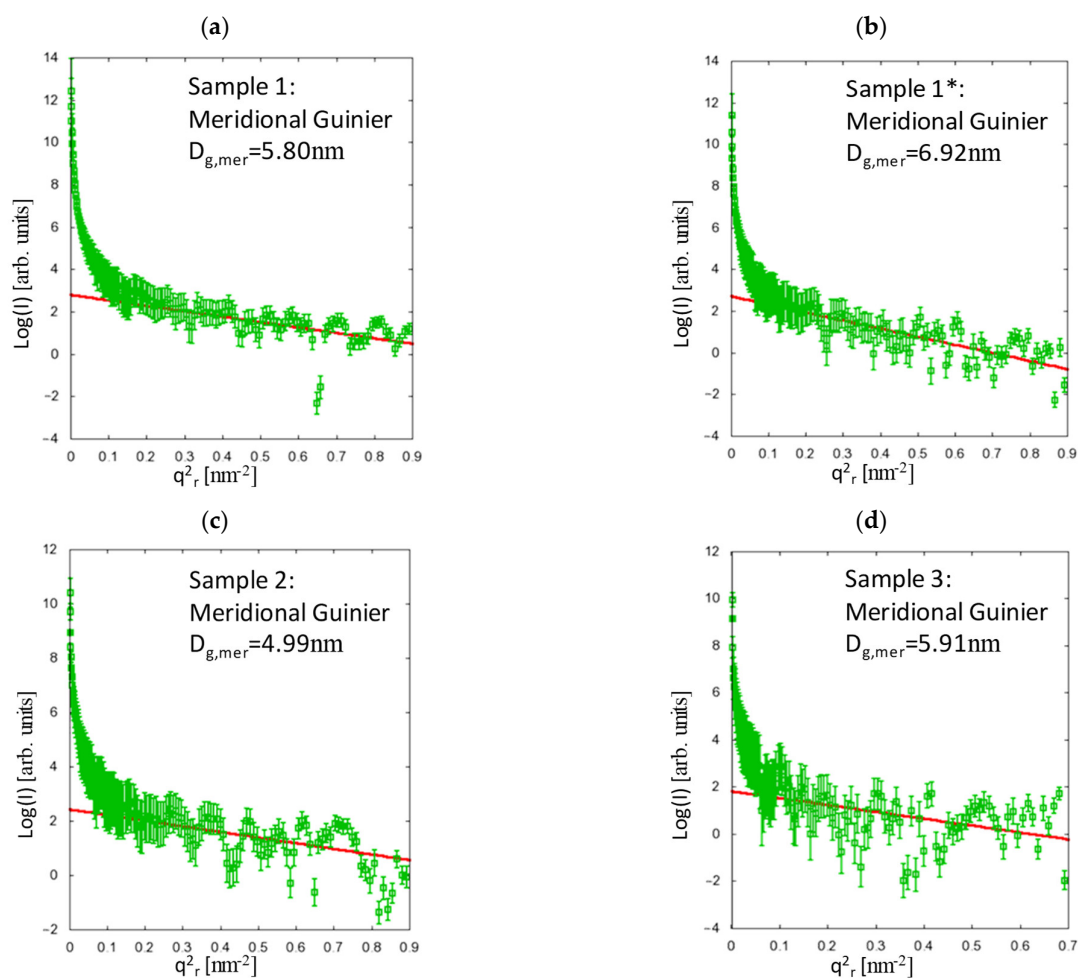 (a)
14
12
10
8
6
4
2
0
−2
−4
Log(I) [arb. units]
Sample 1:
Meridional Guinier
D_g,mer=5.80nm
0 0.1 0.2 0.3 0.4 0.5 0.6 0.7 0.8 0.9
q²_r [nm⁻²]
(b)
14
12
10
8
6
4
2
0
−2
−4
Log(I) [arb. units]
Sample 1*:
Meridional Guinier
D_g,mer=6.92nm
0 0.1 0.2 0.3 0.4 0.5 0.6 0.7 0.8 0.9
q²_r [nm⁻²]
(c)
12
10
8
6
4
2
0
−2
Log(I) [arb. units]
Sample 2:
Meridional Guinier
D_g,mer=4.99nm
0 0.1 0.2 0.3 0.4 0.5 0.6 0.7 0.8 0.9
q²_r [nm⁻²]
(d)
12
10
8
6
4
2
0
−2
−4
Log(I) [arb. units]
Sample 3:
Meridional Guinier
D_g,mer=5.91nm
0 0.1 0.2 0.3 0.4 0.5 0.6 0.7
q²_r [nm⁻²]